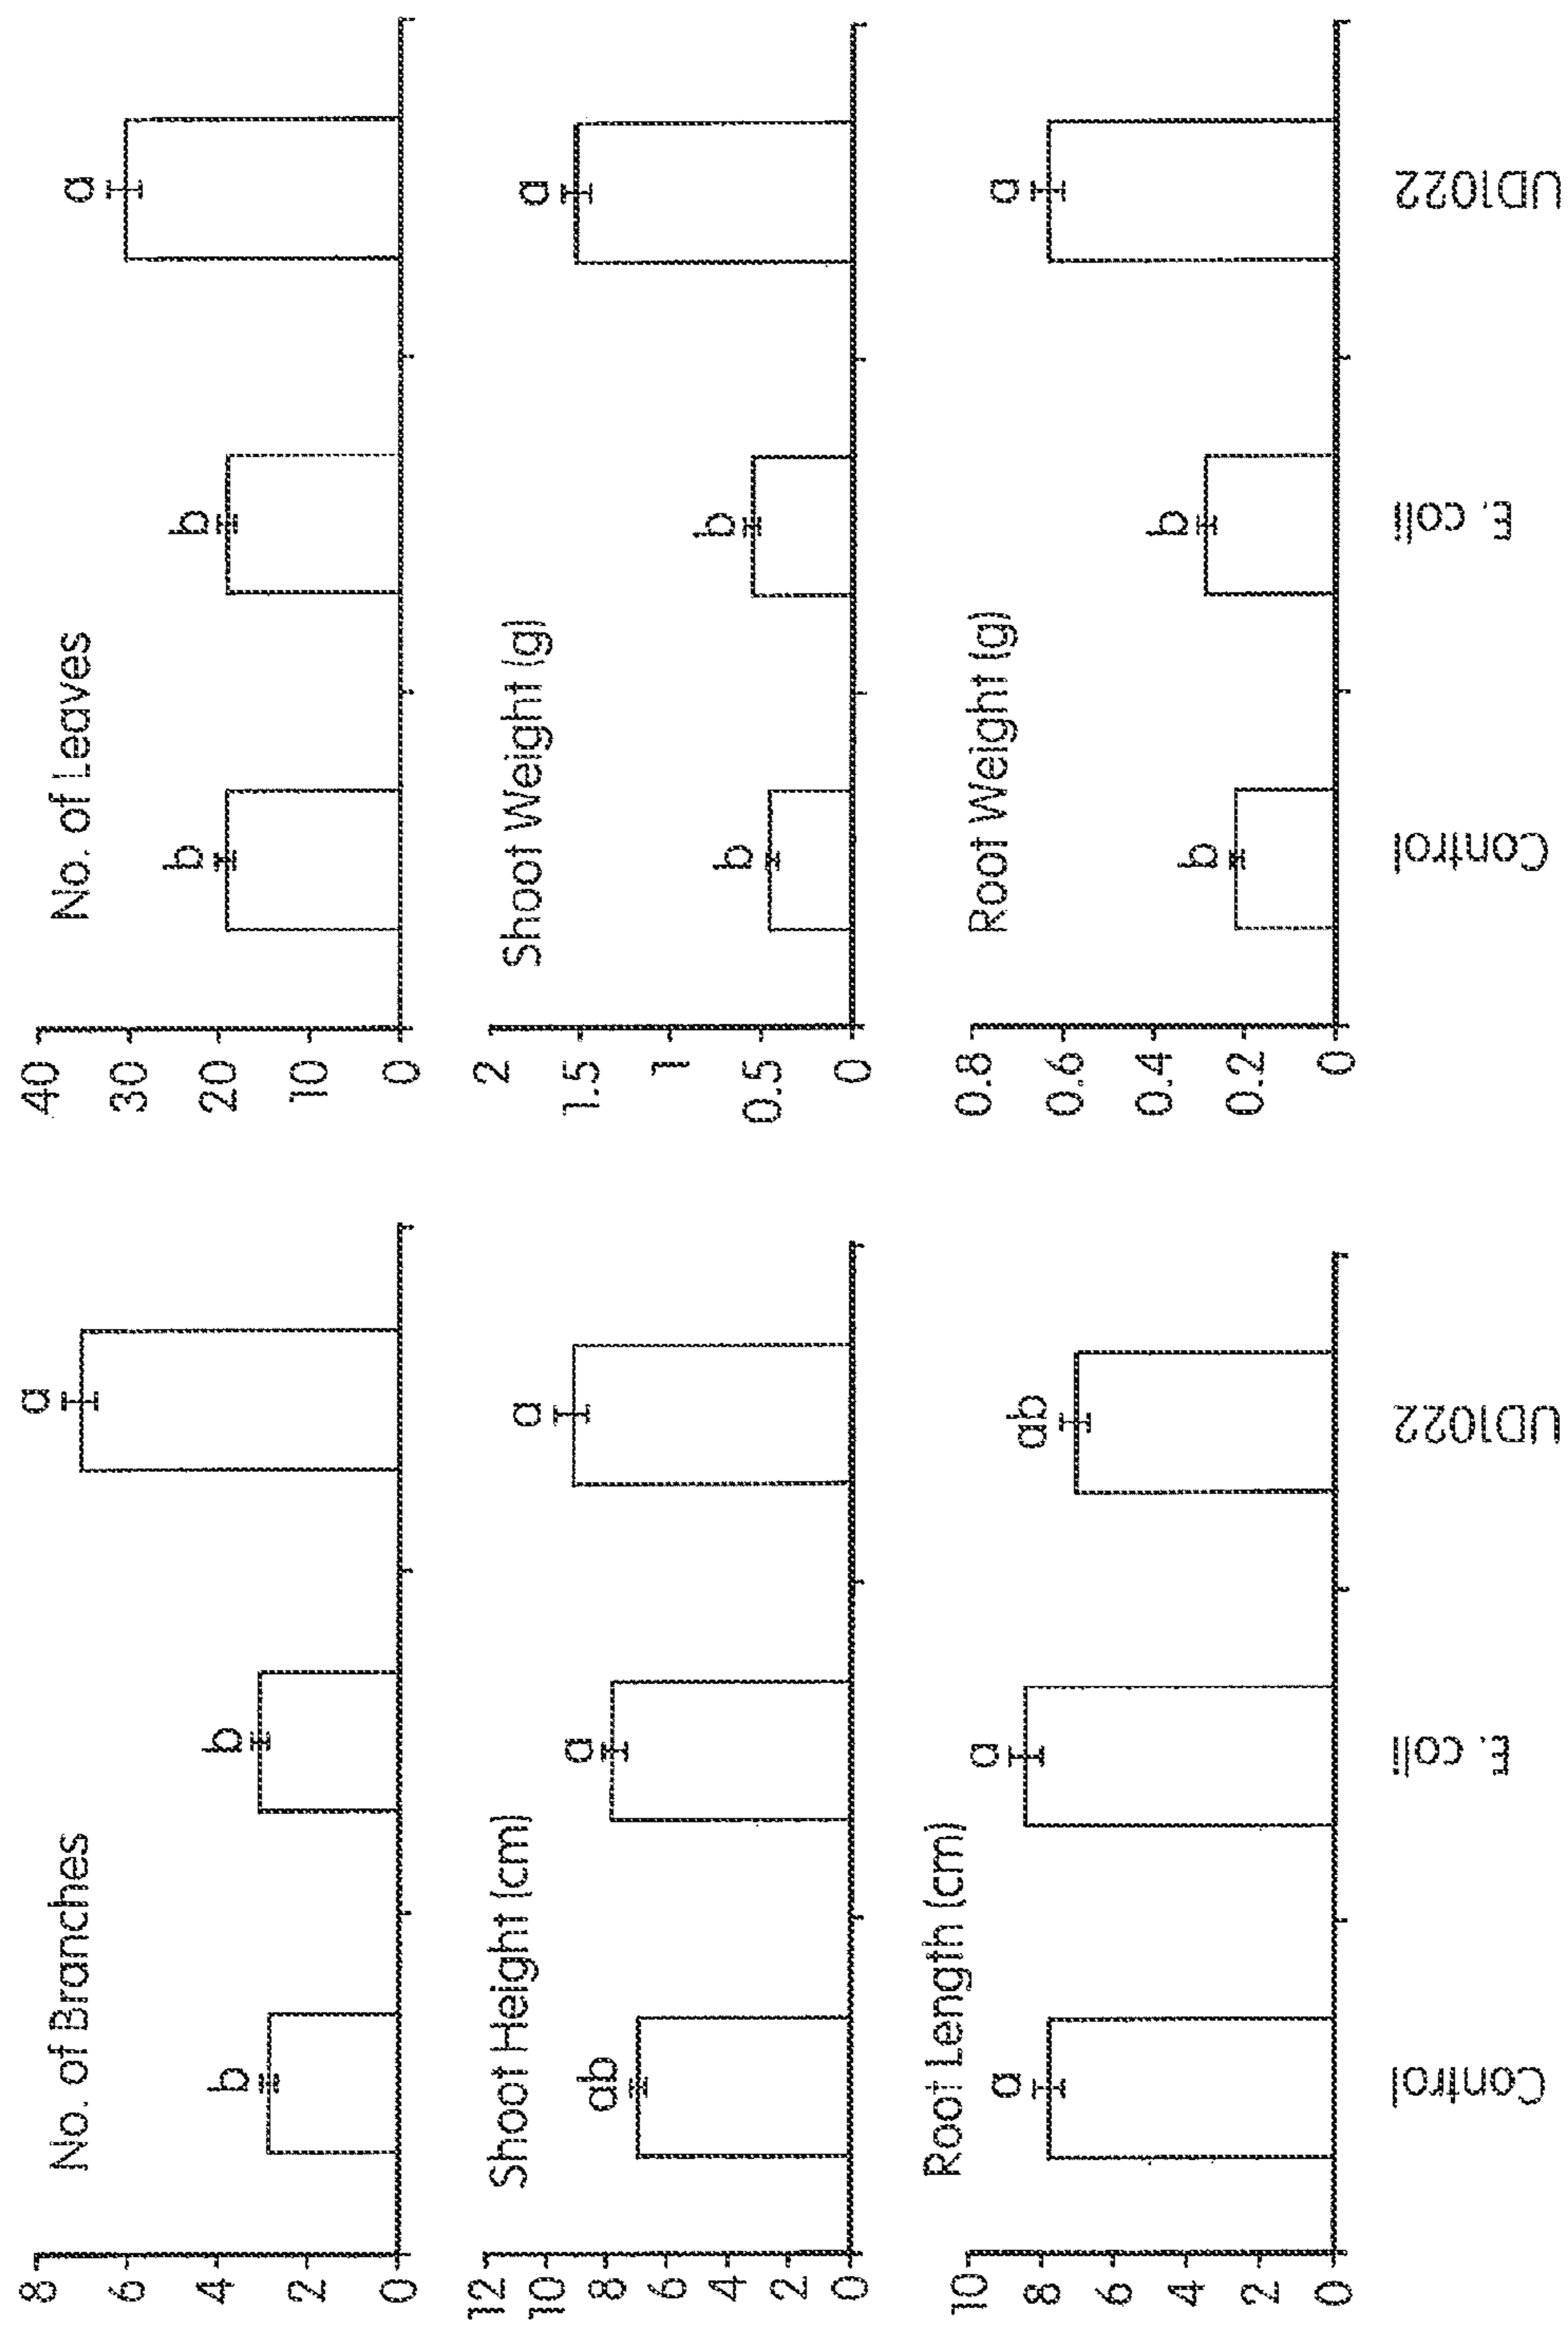 No. of Branches
8
6
4
2
0
b
b
a
No. of Leaves
40
30
20
10
0
b
b
a
Shoot Height (cm)
12
10
8
6
4
2
0
ab
a
a
Shoot Weight (g)
2
1.5
1
0.5
0
b
b
a
Root Length (cm)
10
8
6
4
2
0
a
a
ab
Control
E. coli
UD1022
Root Weight (g)
0.8
0.6
0.4
0.2
0
b
b
a
Control
E. coli
UD1022